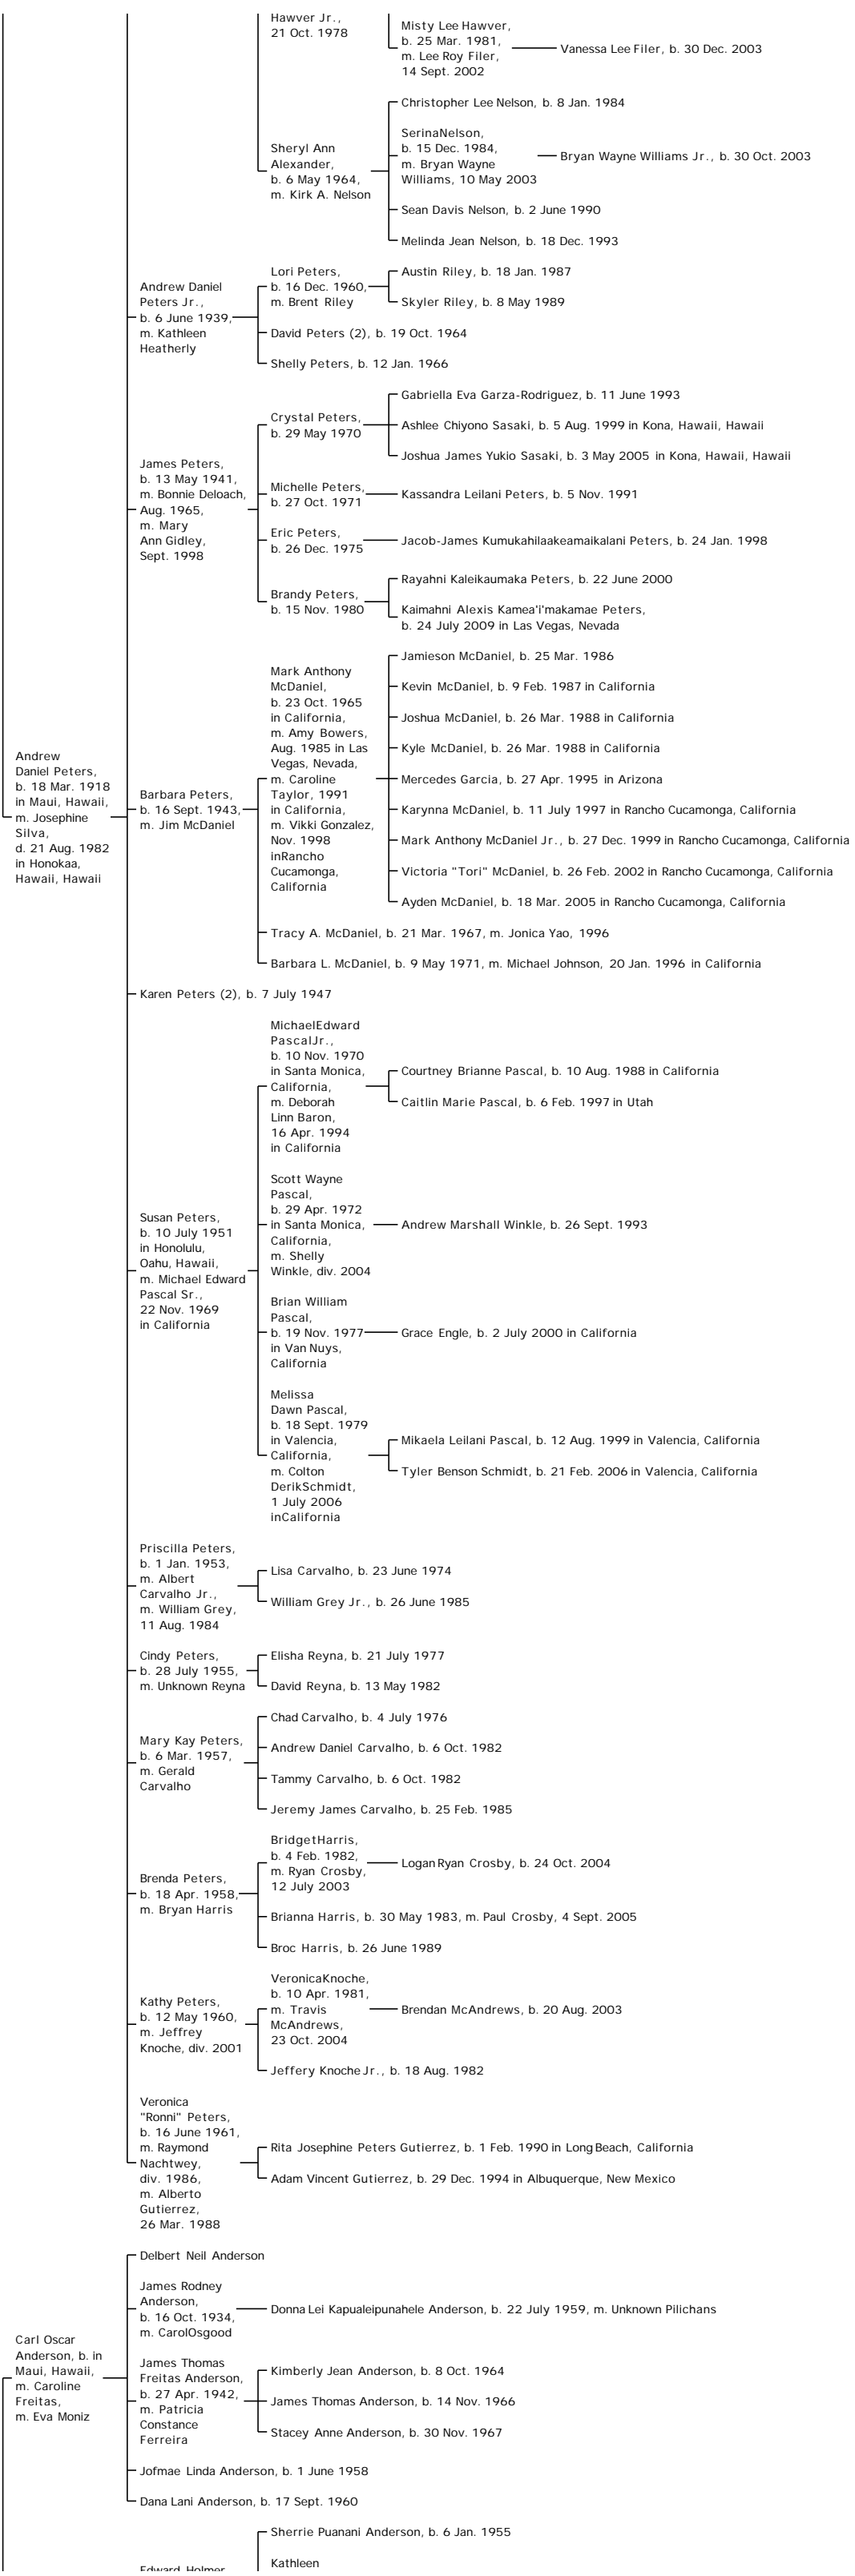 Hawver Jr.,
21 Oct. 1978
Misty Lee Hawver,
b. 25 Mar. 1981,
m. Lee Roy Filer,
14 Sept. 2002
Vanessa Lee Filer, b. 30 Dec. 2003
Sheryl Ann
Alexander,
b. 6 May 1964,
m. Kirk A. Nelson
Christopher Lee Nelson, b. 8 Jan. 1984
SerinaNelson,
b. 15 Dec. 1984,
m. Bryan Wayne
Williams, 10 May 2003
Bryan Wayne Williams Jr., b. 30 Oct. 2003
Sean Davis Nelson, b. 2 June 1990
Melinda Jean Nelson, b. 18 Dec. 1993
Andrew Daniel
Peters Jr.,
b. 6 June 1939,
m. Kathleen
Heatherly
Lori Peters,
b. 16 Dec. 1960,
m. Brent Riley
Austin Riley, b. 18 Jan. 1987
Skyler Riley, b. 8 May 1989
David Peters (2), b. 19 Oct. 1964
Shelly Peters, b. 12 Jan. 1966
James Peters,
b. 13 May 1941,
m. Bonnie Deloach,
Aug. 1965,
m. Mary
Ann Gidley,
Sept. 1998
Crystal Peters,
b. 29 May 1970
Gabriella Eva Garza-Rodriguez, b. 11 June 1993
Ashlee Chiyono Sasaki, b. 5 Aug. 1999 in Kona, Hawaii, Hawaii
Joshua James Yukio Sasaki, b. 3 May 2005 in Kona, Hawaii, Hawaii
Michelle Peters,
b. 27 Oct. 1971
Kassandra Leilani Peters, b. 5 Nov. 1991
Eric Peters,
b. 26 Dec. 1975
Jacob-James Kumukahilaakeamaikalani Peters, b. 24 Jan. 1998
Brandy Peters,
b. 15 Nov. 1980
Rayahni Kaleikaumaka Peters, b. 22 June 2000
Kaimahni Alexis Kamea'i'makamae Peters,
b. 24 July 2009 in Las Vegas, Nevada
Andrew
Daniel Peters,
b. 18 Mar. 1918
in Maui, Hawaii,
m. Josephine
Silva,
d. 21 Aug. 1982
in Honokaa,
Hawaii, Hawaii
Barbara Peters,
b. 16 Sept. 1943,
m. Jim McDaniel
Mark Anthony
McDaniel,
b. 23 Oct. 1965
in California,
m. Amy Bowers,
Aug. 1985 in Las
Vegas, Nevada,
m. Caroline
Taylor, 1991
in California,
m. Vikki Gonzalez,
Nov. 1998
inRancho
Cucamonga,
California
Jamieson McDaniel, b. 25 Mar. 1986
Kevin McDaniel, b. 9 Feb. 1987 in California
Joshua McDaniel, b. 26 Mar. 1988 in California
Kyle McDaniel, b. 26 Mar. 1988 in California
Mercedes Garcia, b. 27 Apr. 1995 in Arizona
Karynna McDaniel, b. 11 July 1997 in Rancho Cucamonga, California
Mark Anthony McDaniel Jr., b. 27 Dec. 1999 in Rancho Cucamonga, California
Victoria "Tori" McDaniel, b. 26 Feb. 2002 in Rancho Cucamonga, California
Ayden McDaniel, b. 18 Mar. 2005 in Rancho Cucamonga, California
Tracy A. McDaniel, b. 21 Mar. 1967, m. Jonica Yao, 1996
Barbara L. McDaniel, b. 9 May 1971, m. Michael Johnson, 20 Jan. 1996 in California
Karen Peters (2), b. 7 July 1947
Susan Peters,
b. 10 July 1951
in Honolulu,
Oahu, Hawaii,
m. Michael Edward
Pascal Sr.,
22 Nov. 1969
in California
MichaelEdward
PascalJr.,
b. 10 Nov. 1970
in Santa Monica,
California,
m. Deborah
Linn Baron,
16 Apr. 1994
in California
Courtney Brianne Pascal, b. 10 Aug. 1988 in California
Caitlin Marie Pascal, b. 6 Feb. 1997 in Utah
Scott Wayne
Pascal,
b. 29 Apr. 1972
in Santa Monica,
California,
m. Shelly
Winkle, div. 2004
Andrew Marshall Winkle, b. 26 Sept. 1993
Brian William
Pascal,
b. 19 Nov. 1977
in Van Nuys,
California
Grace Engle, b. 2 July 2000 in California
Melissa
Dawn Pascal,
b. 18 Sept. 1979
in Valencia,
California,
m. Colton
DerikSchmidt,
1 July 2006
inCalifornia
Mikaela Leilani Pascal, b. 12 Aug. 1999 in Valencia, California
Tyler Benson Schmidt, b. 21 Feb. 2006 in Valencia, California
Priscilla Peters,
b. 1 Jan. 1953,
m. Albert
Carvalho Jr.,
m. William Grey,
11 Aug. 1984
Lisa Carvalho, b. 23 June 1974
William Grey Jr., b. 26 June 1985
Cindy Peters,
b. 28 July 1955,
m. Unknown Reyna
Elisha Reyna, b. 21 July 1977
David Reyna, b. 13 May 1982
Mary Kay Peters,
b. 6 Mar. 1957,
m. Gerald
Carvalho
Chad Carvalho, b. 4 July 1976
Andrew Daniel Carvalho, b. 6 Oct. 1982
Tammy Carvalho, b. 6 Oct. 1982
Jeremy James Carvalho, b. 25 Feb. 1985
Brenda Peters,
b. 18 Apr. 1958,
m. Bryan Harris
BridgetHarris,
b. 4 Feb. 1982,
m. Ryan Crosby,
12 July 2003
Logan Ryan Crosby, b. 24 Oct. 2004
Brianna Harris, b. 30 May 1983, m. Paul Crosby, 4 Sept. 2005
Broc Harris, b. 26 June 1989
Kathy Peters,
b. 12 May 1960,
m. Jeffrey
Knoche, div. 2001
VeronicaKnoche,
b. 10 Apr. 1981,
m. Travis
McAndrews,
23 Oct. 2004
Brendan McAndrews, b. 20 Aug. 2003
Jeffery Knoche Jr., b. 18 Aug. 1982
Veronica
"Ronni" Peters,
b. 16 June 1961,
m. Raymond
Nachtwey,
div. 1986,
m. Alberto
Gutierrez,
26 Mar. 1988
Rita Josephine Peters Gutierrez, b. 1 Feb. 1990 in Long Beach, California
Adam Vincent Gutierrez, b. 29 Dec. 1994 in Albuquerque, New Mexico
Carl Oscar
Anderson, b. in
Maui, Hawaii,
m. Caroline
Freitas,
m. Eva Moniz
Delbert Neil Anderson
James Rodney
Anderson,
b. 16 Oct. 1934,
m. CarolOsgood
Donna Lei Kapualeipunahele Anderson, b. 22 July 1959, m. Unknown Pilichans
James Thomas
Freitas Anderson,
b. 27 Apr. 1942,
m. Patricia
Constance
Ferreira
Kimberly Jean Anderson, b. 8 Oct. 1964
James Thomas Anderson, b. 14 Nov. 1966
Stacey Anne Anderson, b. 30 Nov. 1967
Jofmae Linda Anderson, b. 1 June 1958
Dana Lani Anderson, b. 17 Sept. 1960
Sherrie Puanani Anderson, b. 6 Jan. 1955
Kathleen
Edward Holmer